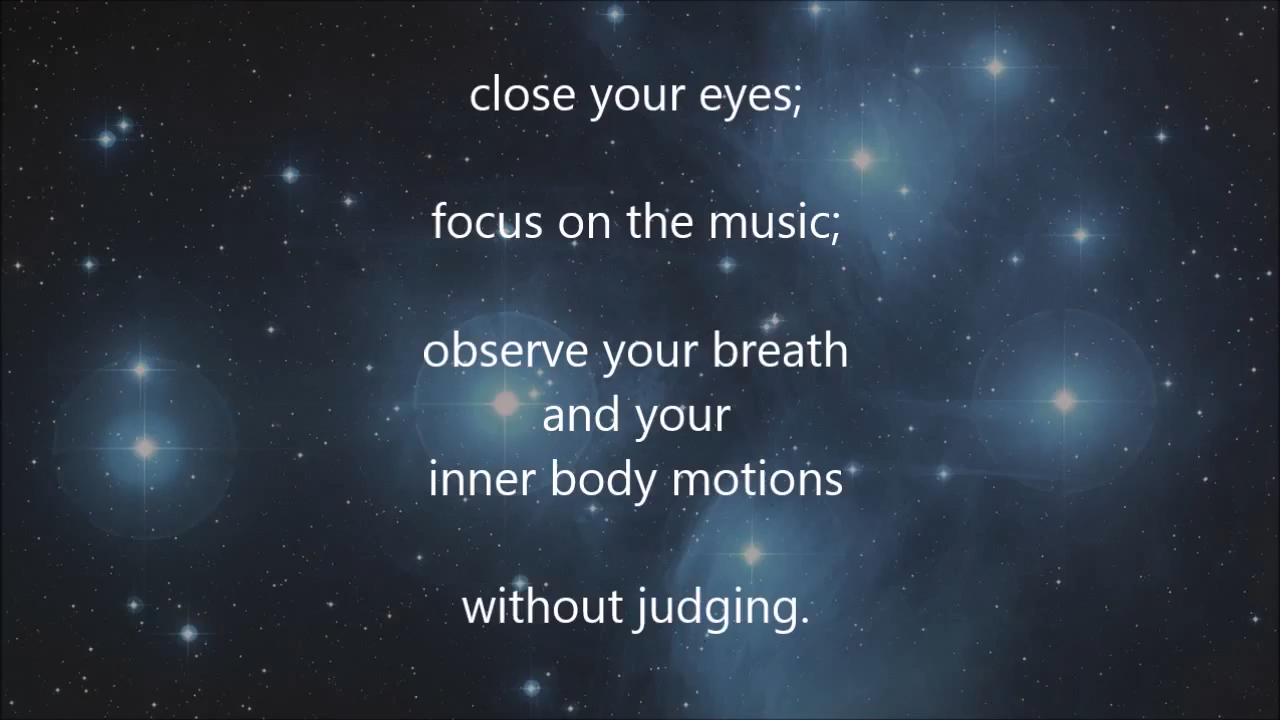 close your eyes;
focus on the music;
observe your breath
and your
inner body motions
without judging.